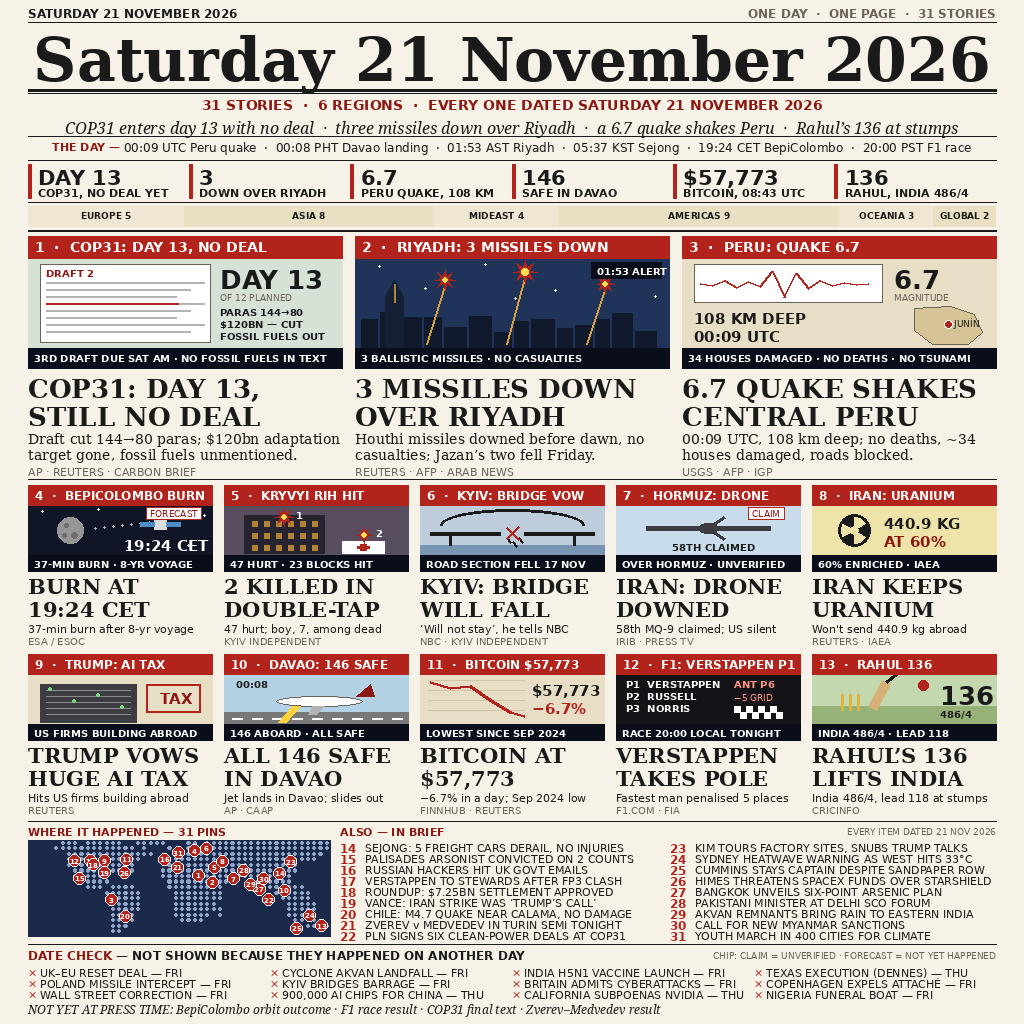 SATURDAY 21 NOVEMBER 2026
ONE DAY · ONE PAGE · 31 STORIES
Saturday 21 November 2026
31 STORIES · 6 REGIONS · EVERY ONE DATED SATURDAY 21 NOVEMBER 2026
COP31 enters day 13 with no deal · three missiles down over Riyadh · a 6.7 quake shakes Peru · Rahul’s 136 at stumps
THE DAY — 00:09 UTC Peru quake · 00:08 PHT Davao landing · 01:53 AST Riyadh · 05:37 KST Sejong · 19:24 CET BepiColombo · 20:00 PST F1 race
DAY 13
COP31, NO DEAL YET
3
DOWN OVER RIYADH
6.7
PERU QUAKE, 108 KM
146
SAFE IN DAVAO
$57,773
BITCOIN, 08:43 UTC
136
RAHUL, INDIA 486/4
EUROPE 5
ASIA 8
MIDEAST 4
AMERICAS 9
OCEANIA 3
GLOBAL 2
1 · COP31: DAY 13, NO DEAL
DRAFT 2
DAY 13
OF 12 PLANNED
PARAS 144→80
$120BN — CUT
FOSSIL FUELS OUT
3RD DRAFT DUE SAT AM · NO FOSSIL FUELS IN TEXT
COP31: DAY 13,
STILL NO DEAL
Draft cut 144→80 paras; $120bn adaptation
target gone, fossil fuels unmentioned.
AP · REUTERS · CARBON BRIEF
2 · RIYADH: 3 MISSILES DOWN
01:53 ALERT
3 BALLISTIC MISSILES · NO CASUALTIES
3 MISSILES DOWN
OVER RIYADH
Houthi missiles downed before dawn, no
casualties; Jazan’s two fell Friday.
REUTERS · AFP · ARAB NEWS
3 · PERU: QUAKE 6.7
6.7
MAGNITUDE
108 KM DEEP
00:09 UTC
JUNÍN
34 HOUSES DAMAGED · NO DEATHS · NO TSUNAMI
6.7 QUAKE SHAKES
CENTRAL PERU
00:09 UTC, 108 km deep; no deaths, ~34
houses damaged, roads blocked.
USGS · AFP · IGP
4 · BEPICOLOMBO BURN
FORECAST
19:24 CET
37-MIN BURN · 8-YR VOYAGE
BURN AT
19:24 CET
37-min burn after 8-yr voyage
ESA / ESOC
5 · KRYVYI RIH HIT
1
2
47 HURT · 23 BLOCKS HIT
2 KILLED IN
DOUBLE-TAP
47 hurt; boy, 7, among dead
KYIV INDEPENDENT
6 · KYIV: BRIDGE VOW
ROAD SECTION FELL 17 NOV
KYIV: BRIDGE
WILL FALL
‘Will not stay’, he tells NBC
NBC · KYIV INDEPENDENT
7 · HORMUZ: DRONE
CLAIM
58TH CLAIMED
OVER HORMUZ · UNVERIFIED
IRAN: DRONE
DOWNED
58th MQ-9 claimed; US silent
IRIB · PRESS TV
8 · IRAN: URANIUM
440.9 KG
AT 60%
60% ENRICHED · IAEA
IRAN KEEPS
URANIUM
Won't send 440.9 kg abroad
REUTERS · IAEA
9 · TRUMP: AI TAX
TAX
US FIRMS BUILDING ABROAD
TRUMP VOWS
HUGE AI TAX
Hits US firms building abroad
REUTERS
10 · DAVAO: 146 SAFE
00:08
146 ABOARD · ALL SAFE
ALL 146 SAFE
IN DAVAO
Jet lands in Davao; slides out
AP · CAAP
11 · BITCOIN $57,773
$57,773
−6.7%
LOWEST SINCE SEP 2024
BITCOIN AT
$57,773
−6.7% in a day; Sep 2024 low
FINNHUB · REUTERS
12 · F1: VERSTAPPEN P1
P1 VERSTAPPEN
P2 RUSSELL
P3 NORRIS
ANT P6
−5 GRID
RACE 20:00 LOCAL TONIGHT
VERSTAPPEN
TAKES POLE
Fastest man penalised 5 places
F1.COM · FIA
13 · RAHUL 136
136
486/4
INDIA 486/4 · LEAD 118
RAHUL’S 136
LIFTS INDIA
India 486/4, lead 118 at stumps
CRICINFO
WHERE IT HAPPENED — 31 PINS
ALSO — IN BRIEF
EVERY ITEM DATED 21 NOV 2026
14 SEJONG: 5 FREIGHT CARS DERAIL, NO INJURIES
15 PALISADES ARSONIST CONVICTED ON 2 COUNTS
16 RUSSIAN HACKERS HIT UK GOVT EMAILS
17 VERSTAPPEN TO STEWARDS AFTER FP3 CLASH
18 ROUNDUP: $7.25BN SETTLEMENT APPROVED
19 VANCE: IRAN STRIKE WAS ‘TRUMP’S CALL’
20 CHILE: M4.7 QUAKE NEAR CALAMA, NO DAMAGE
21 ZVEREV v MEDVEDEV IN TURIN SEMI TONIGHT
22 PLN SIGNS SIX CLEAN-POWER DEALS AT COP31
23 KIM TOURS FACTORY SITES, SNUBS TRUMP TALKS
24 SYDNEY HEATWAVE WARNING AS WEST HITS 33°C
25 CUMMINS STAYS CAPTAIN DESPITE SANDPAPER ROW
26 HIMES THREATENS SPACEX FUNDS OVER STARSHIELD
27 BANGKOK UNVEILS SIX-POINT ARSENIC PLAN
28 PAKISTANI MINISTER AT DELHI SCO FORUM
29 AKVAN REMNANTS BRING RAIN TO EASTERN INDIA
30 CALL FOR NEW MYANMAR SANCTIONS
31 YOUTH MARCH IN 400 CITIES FOR CLIMATE
DATE CHECK — NOT SHOWN BECAUSE THEY HAPPENED ON ANOTHER DAY
CHIP: CLAIM = UNVERIFIED · FORECAST = NOT YET HAPPENED
× UK–EU RESET DEAL — FRI
× POLAND MISSILE INTERCEPT — FRI
× WALL STREET CORRECTION — FRI
× CYCLONE AKVAN LANDFALL — FRI
× KYIV BRIDGES BARRAGE — FRI
× 900,000 AI CHIPS FOR CHINA — THU
× INDIA H5N1 VACCINE LAUNCH — FRI
× BRITAIN ADMITS CYBERATTACKS — FRI
× CALIFORNIA SUBPOENAS NVIDIA — THU
× TEXAS EXECUTION (DENNES) — THU
× COPENHAGEN EXPELS ATTACHÉ — FRI
× NIGERIA FUNERAL BOAT — FRI
NOT YET AT PRESS TIME: BepiColombo orbit outcome · F1 race result · COP31 final text · Zverev–Medvedev result